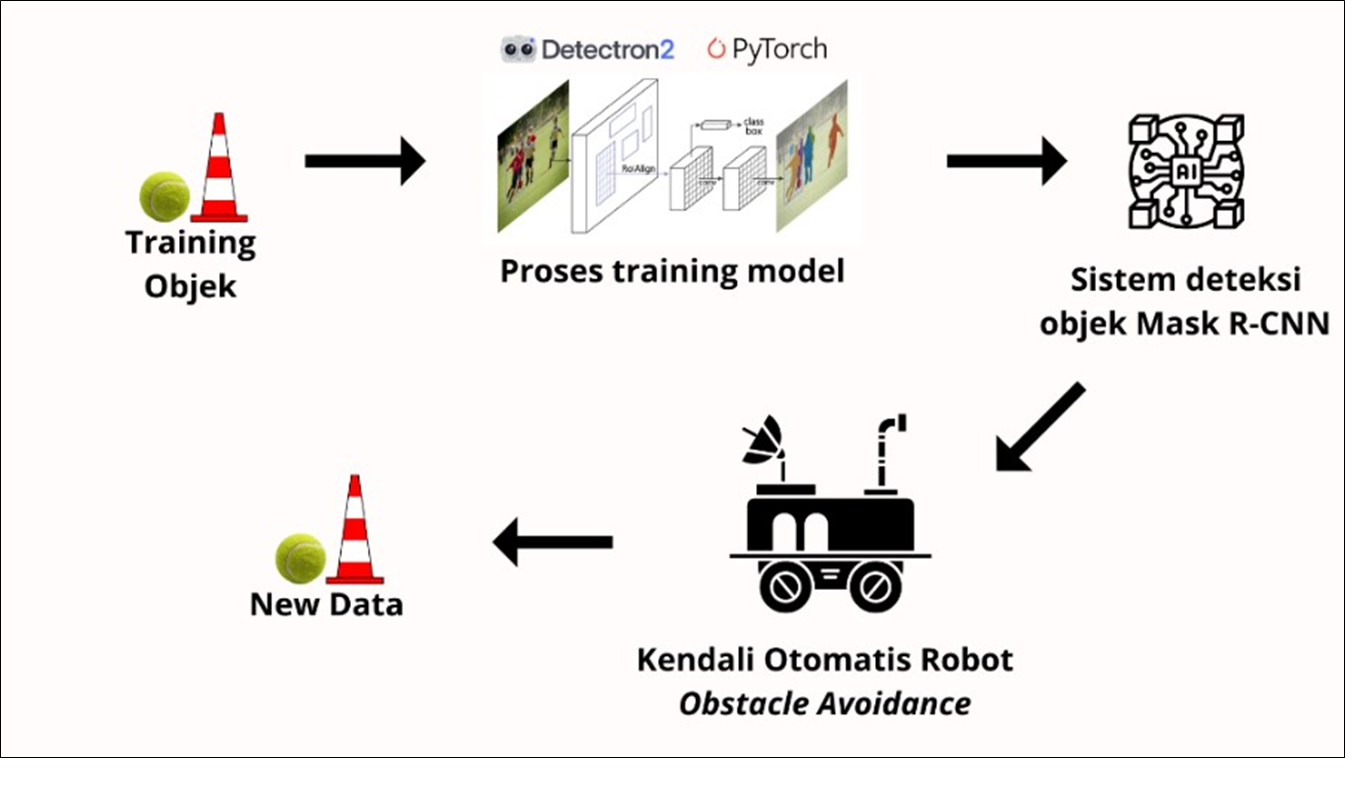 Detectron2
PyTorch
class
box
RoIAlign
conv
conv
Training
Objek
Proses training model
AI
Sistem deteksi
objek Mask R-CNN
New Data
Kendali Otomatis Robot
Obstacle Avoidance